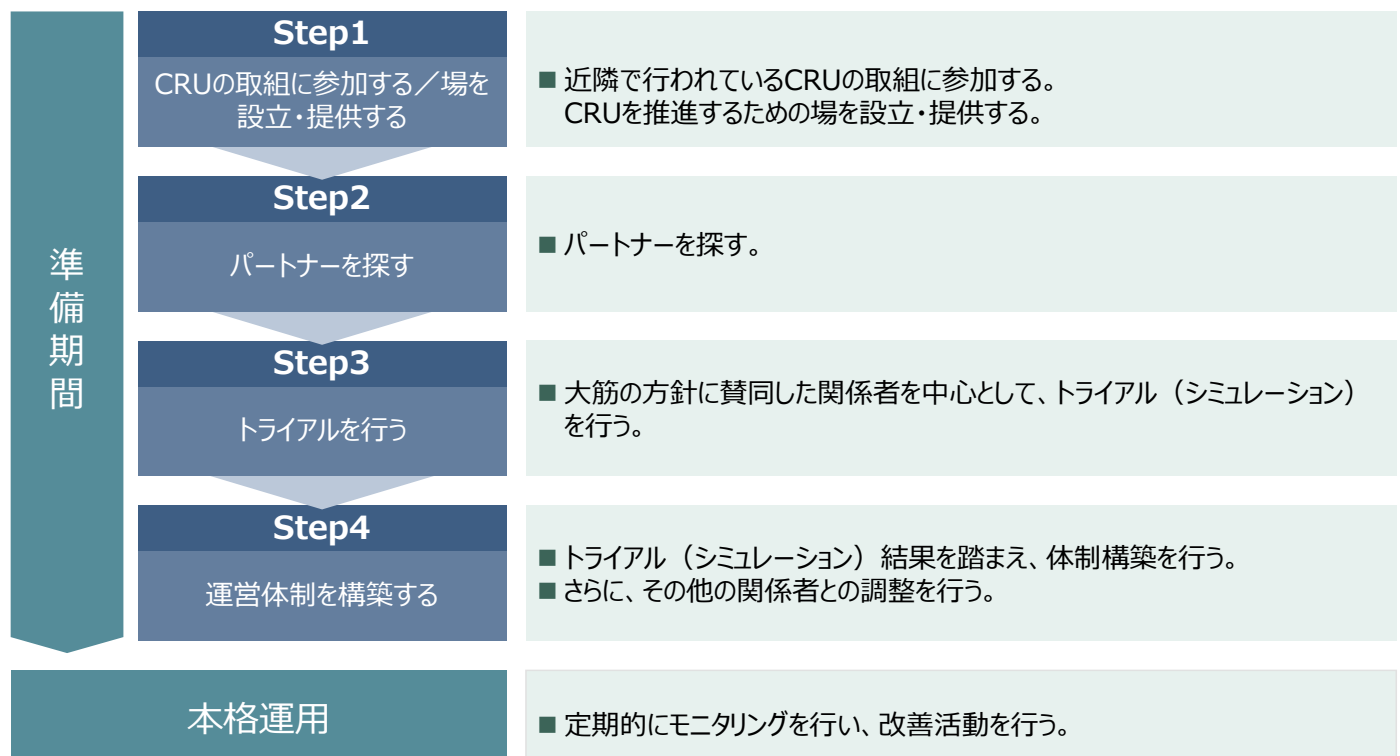 準備期間
Step1
CRUの取組に参加する／場を
設立・提供する
■ 近隣で行われているCRUの取組に参加する。
CRUを推進するための場を設立・提供する。
Step2
パートナーを探す
■ パートナーを探す。
Step3
トライアルを行う
■ 大筋の方針に賛同した関係者を中心として、トライアル（シミュレーション）
を行う。
Step4
運営体制を構築する
■ トライアル（シミュレーション）結果を踏まえ、体制構築を行う。
■ さらに、その他の関係者との調整を行う。
本格運用
■ 定期的にモニタリングを行い、改善活動を行う。